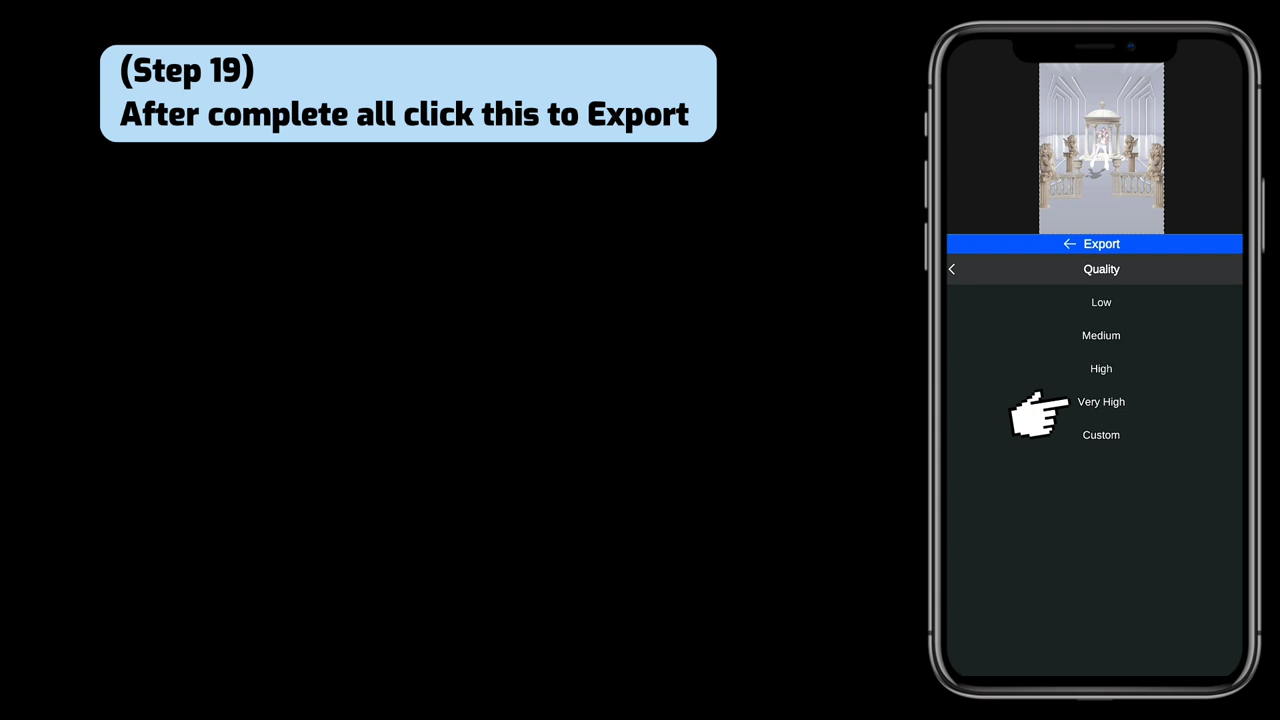 (Step 19)
After complete all click this to Export
Export
Quality
Low
Medium
High
Very High
Custom